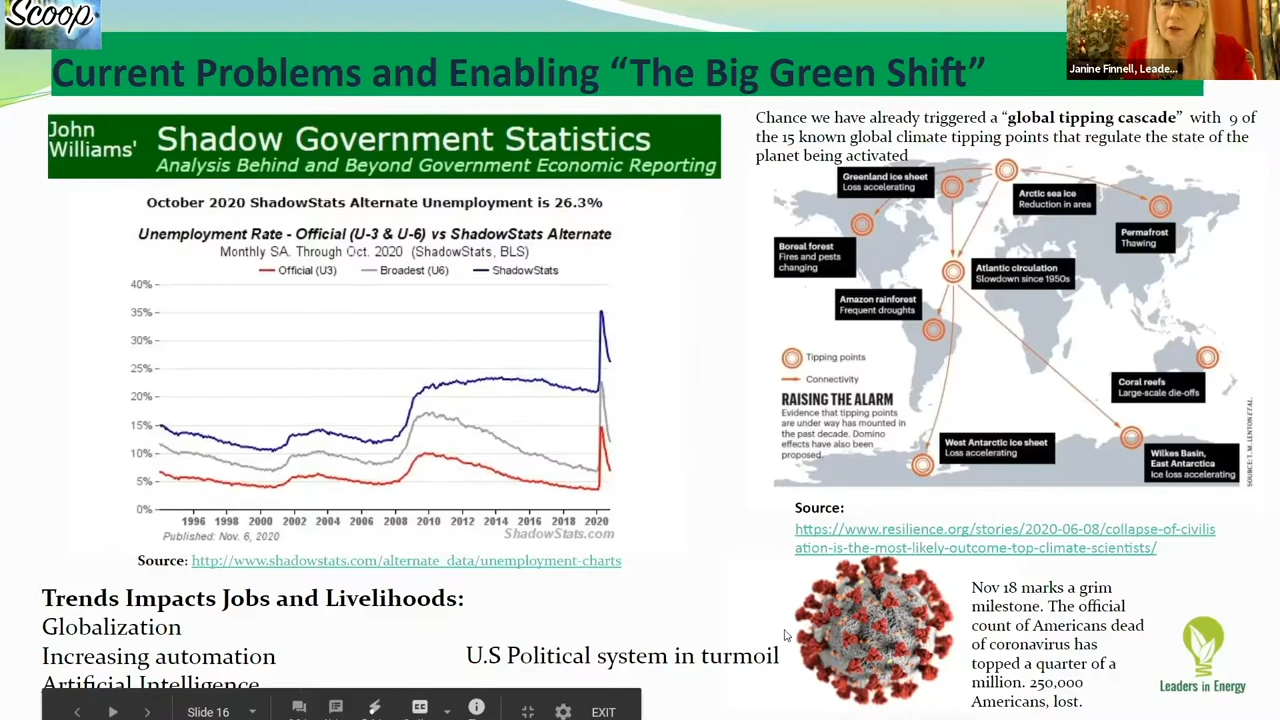 Scoop
Janine Finnell, Leade...
Current Problems and Enabling “The Big Green Shift”
John
Williams'
Shadow Government Statistics
Analysis Behind and Beyond Government Economic Reporting
October 2020 ShadowStats Alternate Unemployment is 26.3%
Unemployment Rate - Official (U-3 & U-6) vs ShadowStats Alternate
Monthly SA. Through Oct. 2020 (ShadowStats, BLS)
Official (U3) Broadest (U6) ShadowStats
40%
35%
30%
25%
20%
15%
10%
5%
0%
1996 1998 2000 2002 2004 2006 2008 2010 2012 2014 2016 2018 2020
Published: Nov. 6, 2020
ShadowStats.com
Source: http://www.shadowstats.com/alternate_data/unemployment-charts
Trends Impacts Jobs and Livelihoods:
Globalization
Increasing automation
Artificial Intelligence
U.S Political system in turmoil
Chance we have already triggered a “global tipping cascade” with 9 of
the 15 known global climate tipping points that regulate the state of the
planet being activated
Greenland ice sheet
Loss accelerating
Arctic sea ice
Reduction in area
Permafrost
Thawing
Boreal forest
Fires and pests
changing
Atlantic circulation
Slowdown since 1950s
Amazon rainforest
Frequent droughts
Tipping points
Connectivity
Coral reefs
Large-scale die-offs
RAISING THE ALARM
Evidence that tipping points
are under way has mounted in
the past decade. Domino
effects have also been
proposed.
West Antarctic ice sheet
Loss accelerating
Wilkes Basin,
East Antarctica
Ice loss accelerating
SOURCE: T. M. LENTON ET AL.
Source:
https://www.resilience.org/stories/2020-06-08/collapse-of-civilis
ation-is-the-most-likely-outcome-top-climate-scientists/
Nov 18 marks a grim
milestone. The official
count of Americans dead
of coronavirus has
topped a quarter of a
million. 250,000
Americans, lost.
Leaders in Energy
Slide 16
CC
EXIT